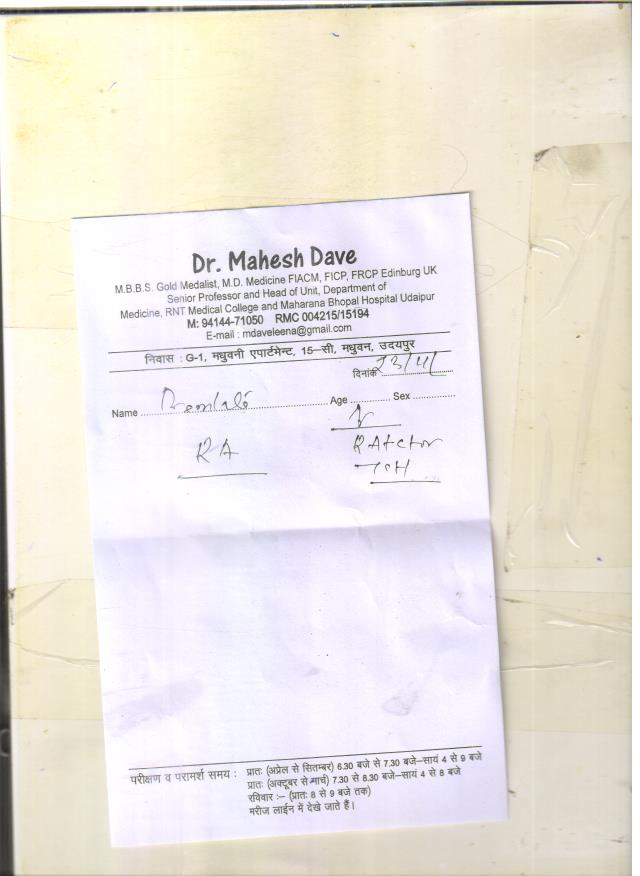 Dr. Mahesh Dave
M.B.B.S. Gold Medalist, M.D. Medicine FIACM, FICP, FRCP Edinburg UK
Senior Professor and Head of Unit, Department of
Medicine, RNT Medical College and Maharana Bhopal Hospital Udaipur
M: 94144-71050 RMC 004215/15194
E-mail : mdaveleena@gmail.com
निवास : G-1, मधुवनी एपार्टमेन्ट, 15–सी, मधुवन, उदयपुर
दिनांक 23/4/
Name Age Sex
RA
परीक्षण व परामर्श समय : प्रातः (अप्रेल से सितम्बर) 6.30 बजे से 7.30 बजे–सायं 4 से 9 बजे
प्रातः (अक्टूबर से मार्च) 7.30 से 8.30 बजे–सायं 4 से 8 बजे
रविवार :– (प्रातः 8 से 9 बजे तक)
मरीज लाईन में देखे जाते हैं।